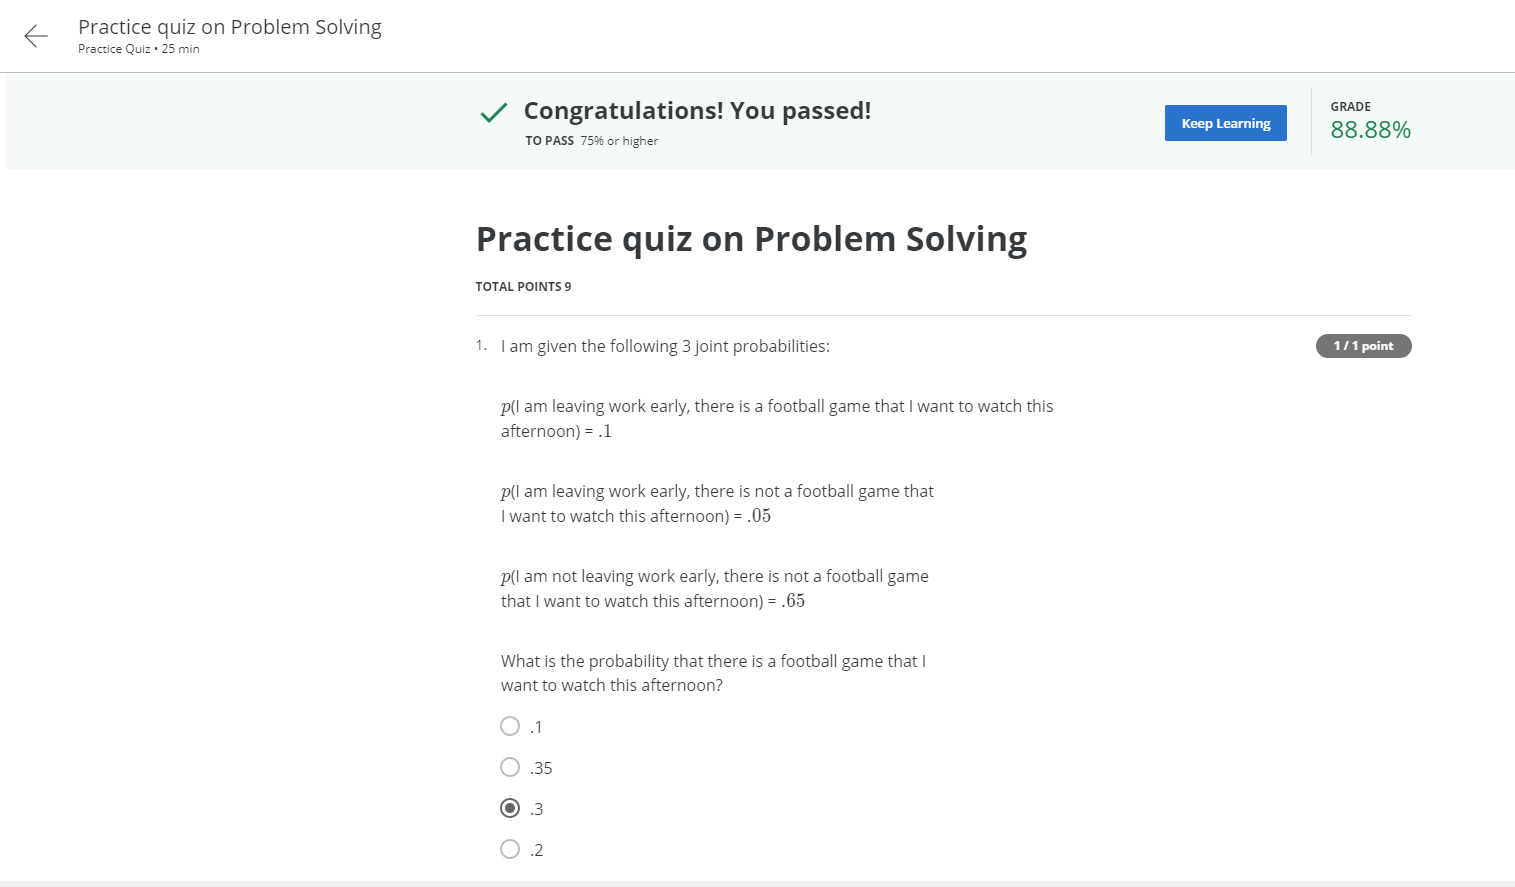 Practice quiz on Problem Solving
Practice Quiz • 25 min
Congratulations! You passed!
TO PASS 75% or higher
Keep Learning
GRADE
88.88%
Practice quiz on Problem Solving
TOTAL POINTS 9
1. I am given the following 3 joint probabilities:
1 / 1 point
p(I am leaving work early, there is a football game that I want to watch this
afternoon) = .1
p(I am leaving work early, there is not a football game that
I want to watch this afternoon) = .05
p(I am not leaving work early, there is not a football game
that I want to watch this afternoon) = .65
What is the probability that there is a football game that I
want to watch this afternoon?
.1
.35
.3
.2